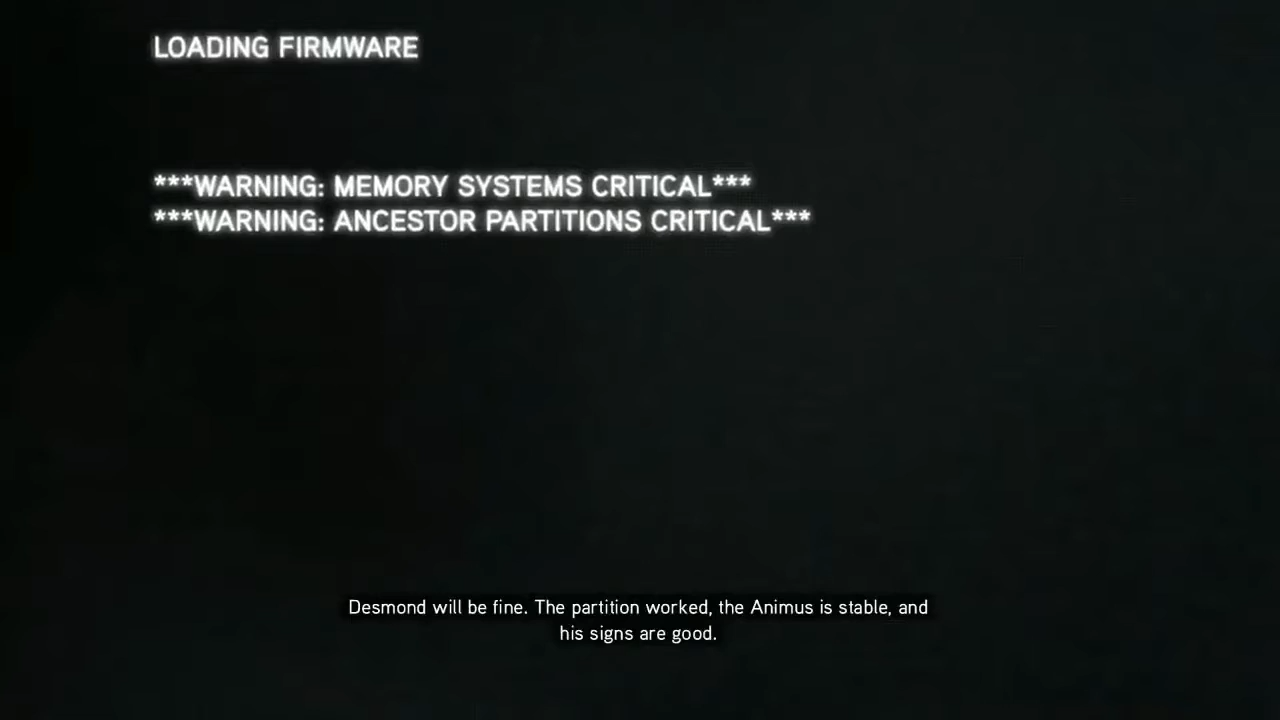 LOADING FIRMWARE
***WARNING: MEMORY SYSTEMS CRITICAL***
***WARNING: ANCESTOR PARTITIONS CRITICAL***
Desmond will be fine. The partition worked, the Animus is stable, and
his signs are good.